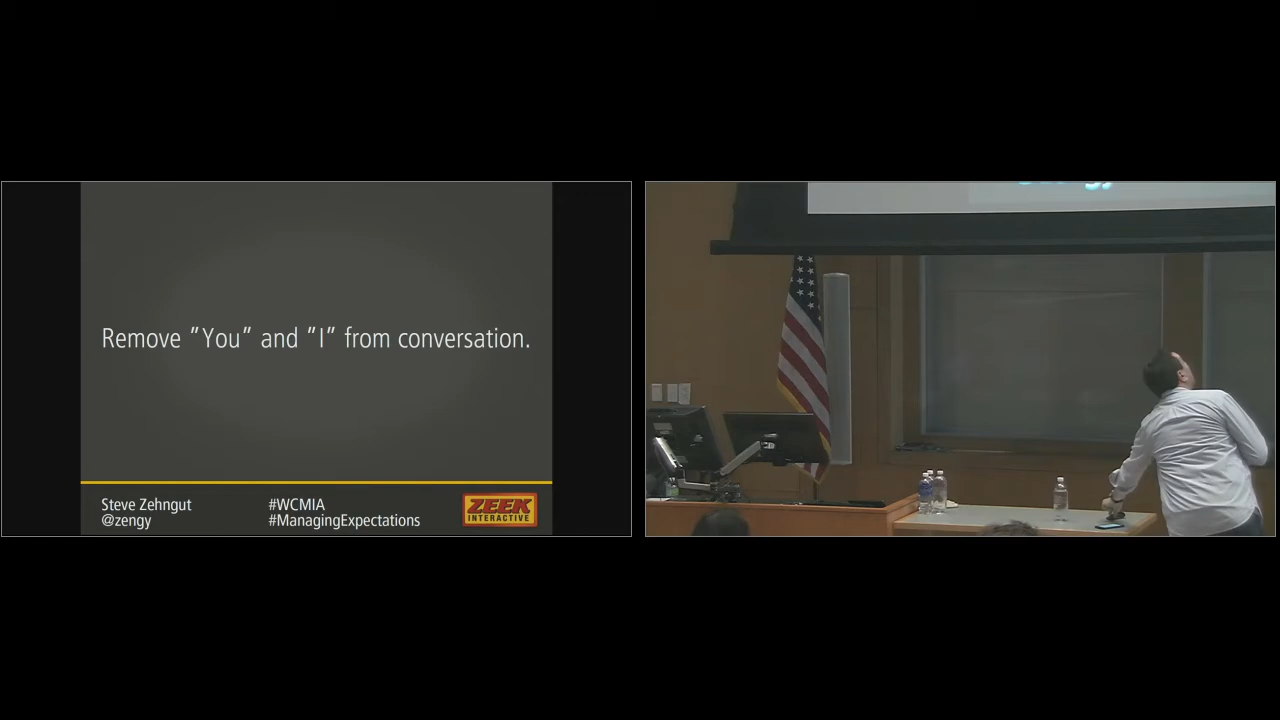 Remove "You" and "I" from conversation.
Steve Zehngut
@zengy
#WCMIA
#ManagingExpectations
ZEEK
INTERACTIVE